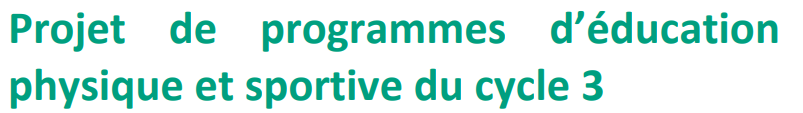 Projet de programmes d’éducation
physique et sportive du cycle 3